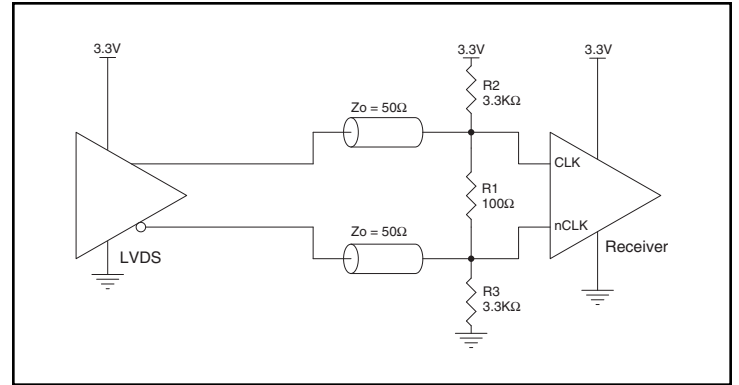 3.3V
3.3V
3.3V
R2
3.3KΩ
Zo = 50Ω
CLK
R1
100Ω
nCLK
Zo = 50Ω
Receiver
LVDS
R3
3.3KΩ